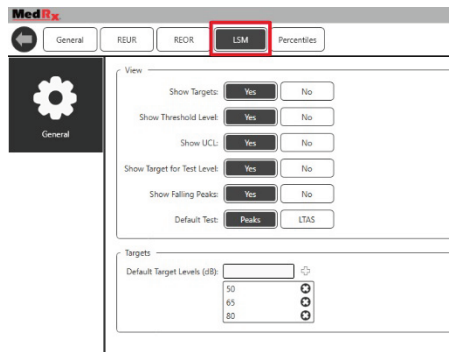 MedRx
General REUR REOR LSM Percentiles
General
View
Show Targets: Yes No
Show Threshold Level: Yes No
Show UCL: Yes No
Show Target for Test Level: Yes No
Show Falling Peaks: Yes No
Default Test: Peaks LTAS
Targets
Default Target Levels (dB):
50
65
80